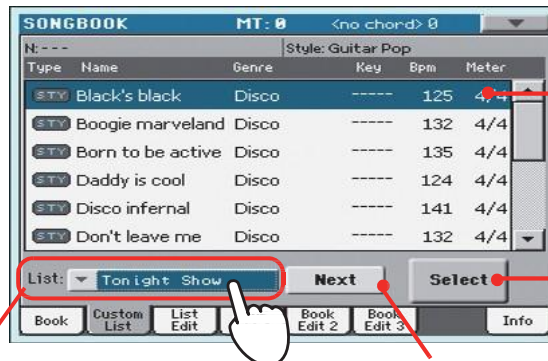 SONGBOOK MT: 0 <no chord> 0
N:--- Style: Guitar Pop
Type Name Genre Key Bpm Meter
STY Black's black Disco ----- 125 4/4
STY Boogie marveland Disco ----- 132 4/4
STY Born to be active Disco ----- 135 4/4
STY Daddy is cool Disco ----- 124 4/4
STY Disco infernal Disco ----- 141 4/4
STY Don't leave me Disco ----- 132 4/4
List: Tonight Show Next Select
Book Custom List List Edit Book Edit 2 Book Edit 3 Info